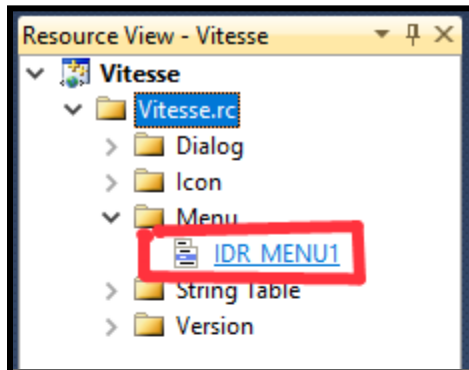 Resource View - Vitesse
Vitesse
Vitesse.rc
Dialog
Icon
Menu
IDR_MENU1
String Table
Version